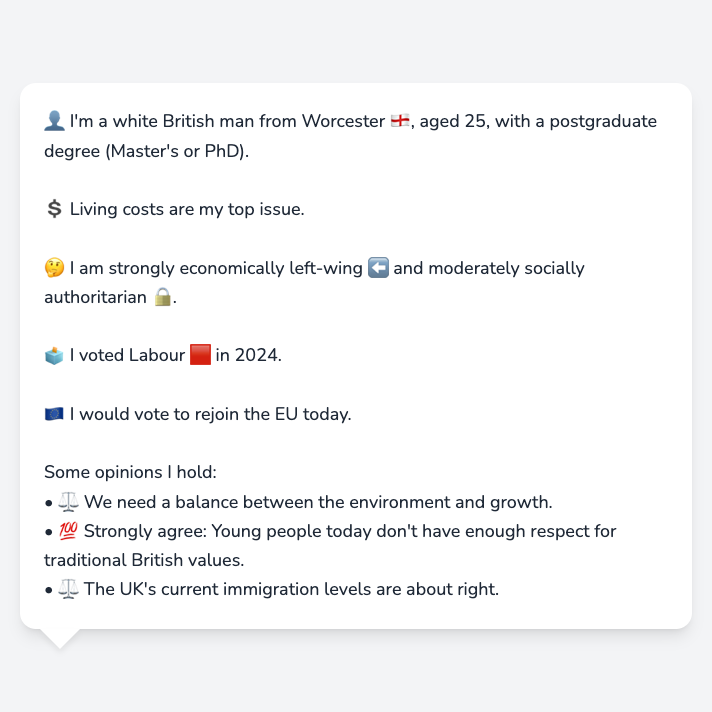 👤 I'm a white British man from Worcester 🏴󠁧󠁢󠁥󠁮󠁧󠁿, aged 25, with a postgraduate
degree (Master's or PhD).
💲 Living costs are my top issue.
🤔 I am strongly economically left-wing ⬅️ and moderately socially
authoritarian 🔒.
🗳️ I voted Labour 🟥 in 2024.
🇪🇺 I would vote to rejoin the EU today.
Some opinions I hold:
• ⚖️ We need a balance between the environment and growth.
• 💯 Strongly agree: Young people today don't have enough respect for
traditional British values.
• ⚖️ The UK's current immigration levels are about right.